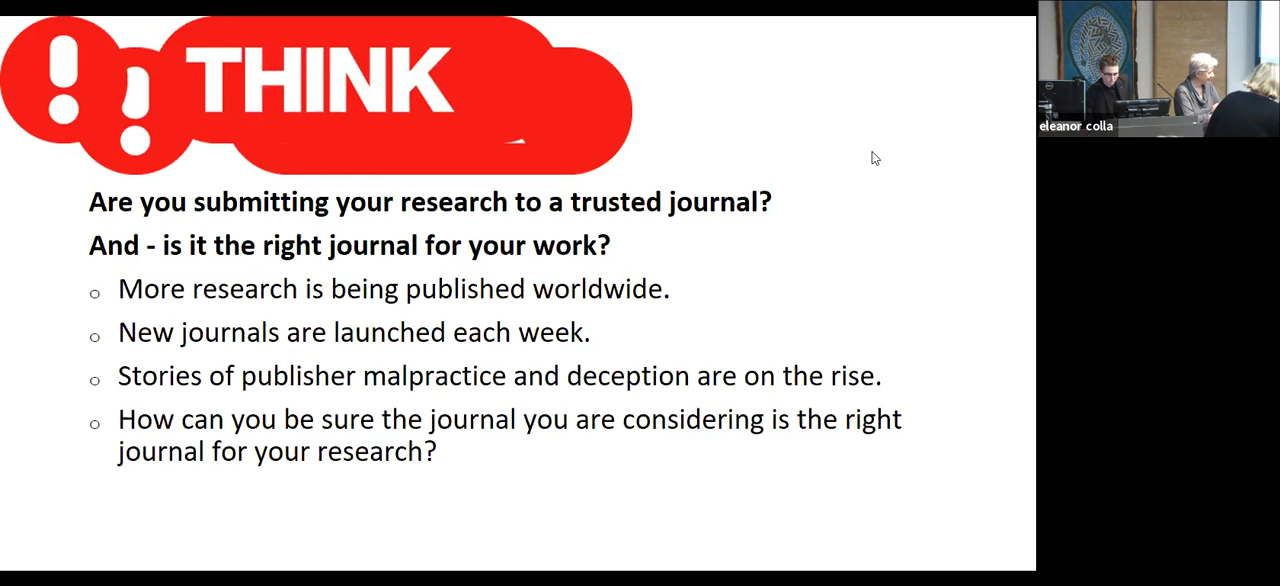 THINK
Are you submitting your research to a trusted journal?
And - is it the right journal for your work?
o More research is being published worldwide.
o New journals are launched each week.
o Stories of publisher malpractice and deception are on the rise.
o How can you be sure the journal you are considering is the right
journal for your research?
eleanor colla